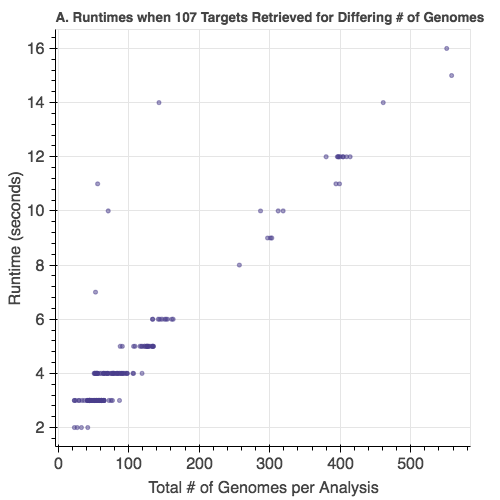 A. Runtimes when 107 Targets Retrieved for Differing # of Genomes
16
14
12
10
8
6
4
2
Runtime (seconds)
0 100 200 300 400 500
Total # of Genomes per Analysis